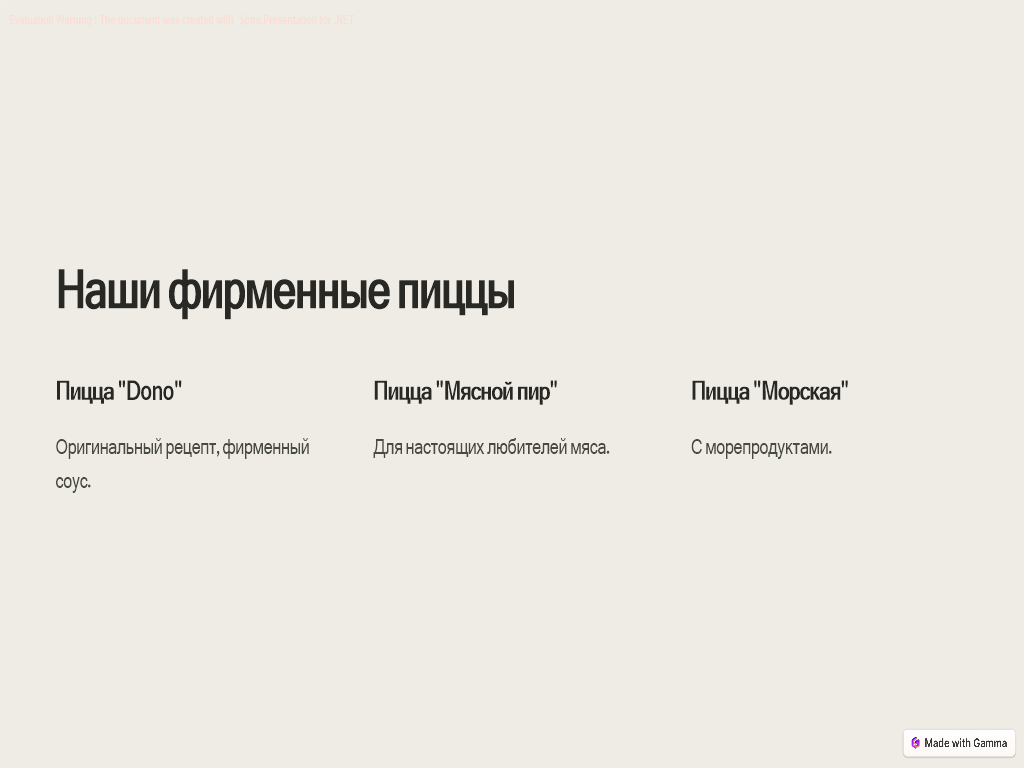 Evaluation Warning : The document was created with Spire.Presentation for .NET
Наши фирменные пиццы
Пицца "Dono"
Оригинальный рецепт, фирменный
соус.
Пицца "Мясной пир"
Для настоящих любителей мяса.
Пицца "Морская"
С морепродуктами.
Made with Gamma